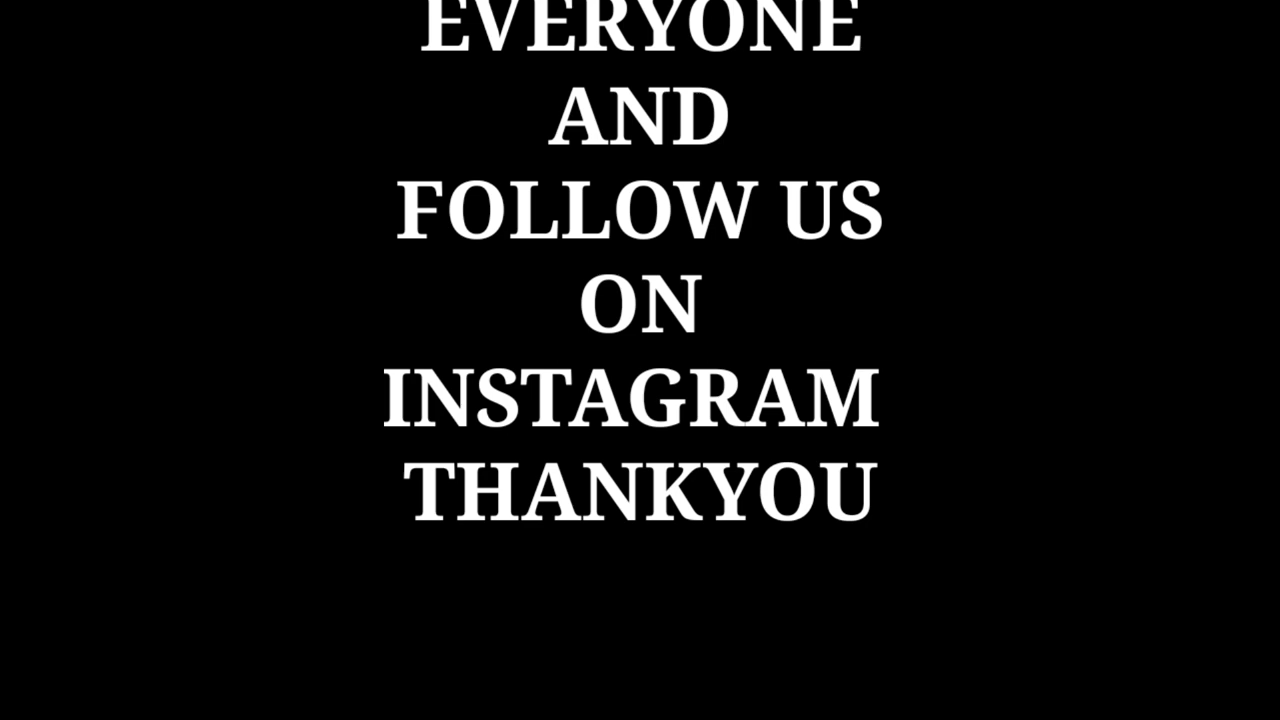 EVERYONE
AND
FOLLOW US
ON
INSTAGRAM
THANKYOU